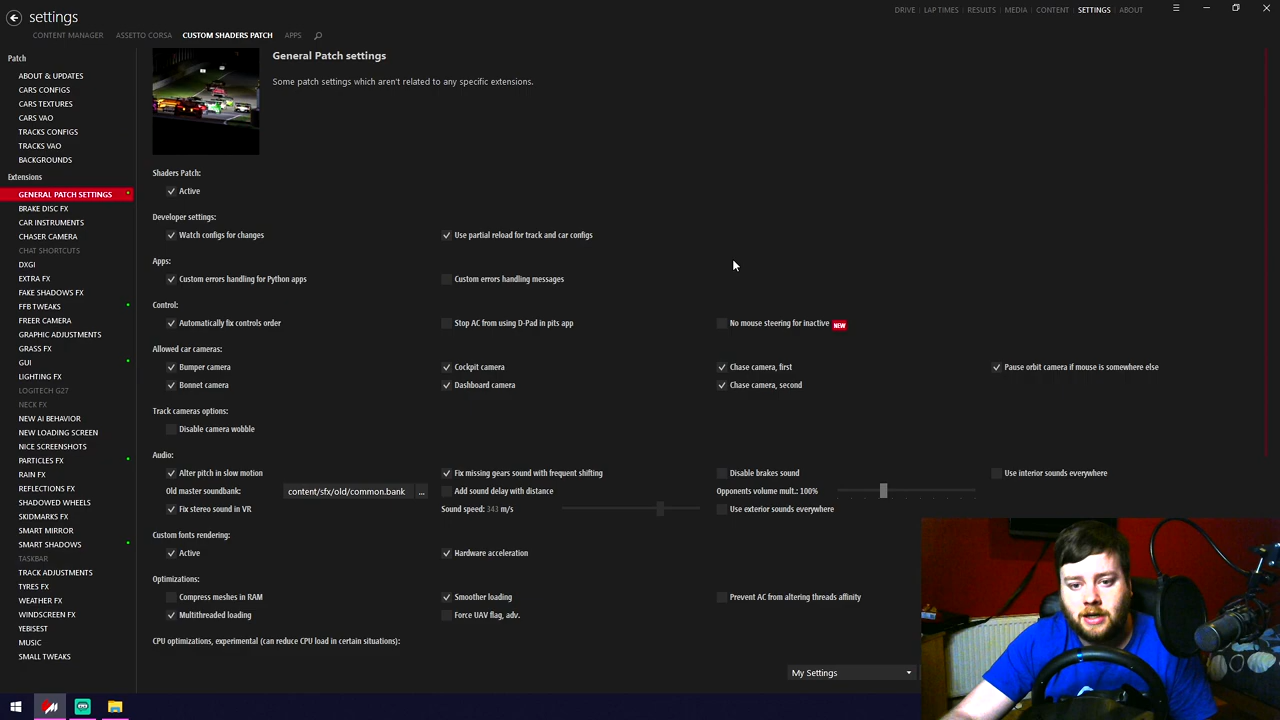 settings
DRIVE LAP TIMES RESULTS MEDIA CONTENT SETTINGS ABOUT
CONTENT MANAGER ASSETTO CORSA CUSTOM SHADERS PATCH APPS
Patch
ABOUT & UPDATES
CARS CONFIGS
CARS TEXTURES
CARS VAO
TRACKS CONFIGS
TRACKS VAO
BACKGROUNDS
Extensions
GENERAL PATCH SETTINGS
BRAKE DISC FX
CAR INSTRUMENTS
CHASER CAMERA
CHAT SHORTCUTS
DXGI
EXTRA FX
FAKE SHADOWS FX
FFB TWEAKS
FREER CAMERA
GRAPHIC ADJUSTMENTS
GRASS FX
GUI
LIGHTING FX
LOGITECH G27
NECK FX
NEW AI BEHAVIOR
NEW LOADING SCREEN
NICE SCREENSHOTS
PARTICLES FX
RAIN FX
REFLECTIONS FX
SHADOWED WHEELS
SKIDMARKS FX
SMART MIRROR
SMART SHADOWS
TASKBAR
TRACK ADJUSTMENTS
TYRES FX
WEATHER FX
WINDSCREEN FX
YEBISEST
MUSIC
SMALL TWEAKS
General Patch settings
Some patch settings which aren't related to any specific extensions.
Shaders Patch:
Active
Developer settings:
Watch configs for changes Use partial reload for track and car configs
Apps:
Custom errors handling for Python apps Custom errors handling messages
Control:
Automatically fix controls order Stop AC from using D-Pad in pits app No mouse steering for inactive NEW
Allowed car cameras:
Bumper camera Cockpit camera Chase camera, first Pause orbit camera if mouse is somewhere else
Bonnet camera Dashboard camera Chase camera, second
Track cameras options:
Disable camera wobble
Audio:
Alter pitch in slow motion Fix missing gears sound with frequent shifting Disable brakes sound Use interior sounds everywhere
Old master soundbank: content/sfx/old/common.bank ... Add sound delay with distance Opponents volume mult.: 100%
Fix stereo sound in VR Sound speed: 343 m/s Use exterior sounds everywhere
Custom fonts rendering:
Active Hardware acceleration
Optimizations:
Compress meshes in RAM Smoother loading Prevent AC from altering threads affinity
Multithreaded loading Force UAV flag, adv.
CPU optimizations, experimental (can reduce CPU load in certain situations):
My Settings